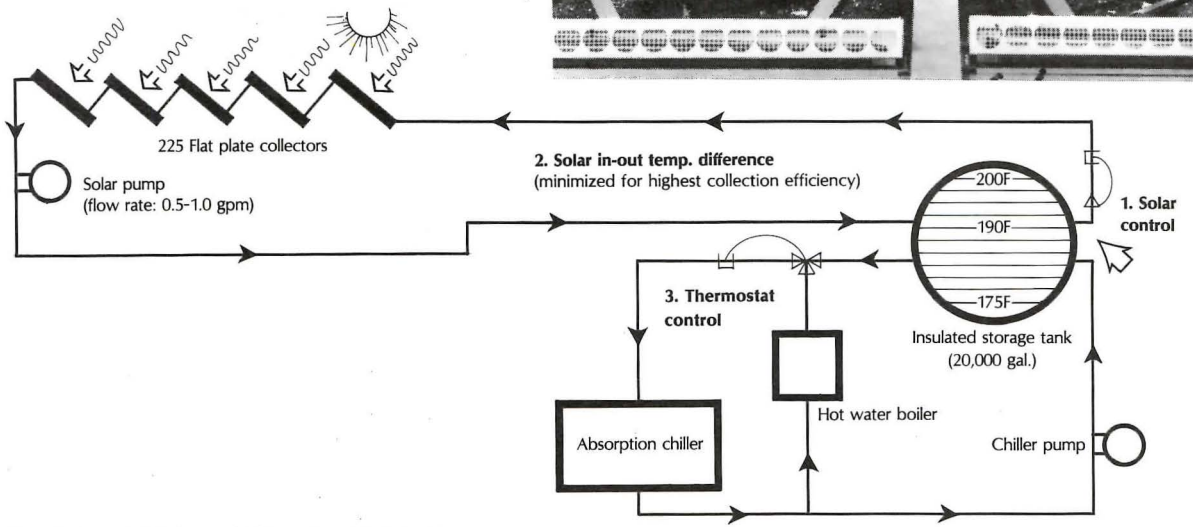 225 Flat plate collectors
Solar pump
(flow rate: 0.5-1.0 gpm)
2. Solar in-out temp. difference
(minimized for highest collection efficiency)
200F
190F
175F
1. Solar
control
3. Thermostat
control
Insulated storage tank
(20,000 gal.)
Hot water boiler
Absorption chiller
Chiller pump